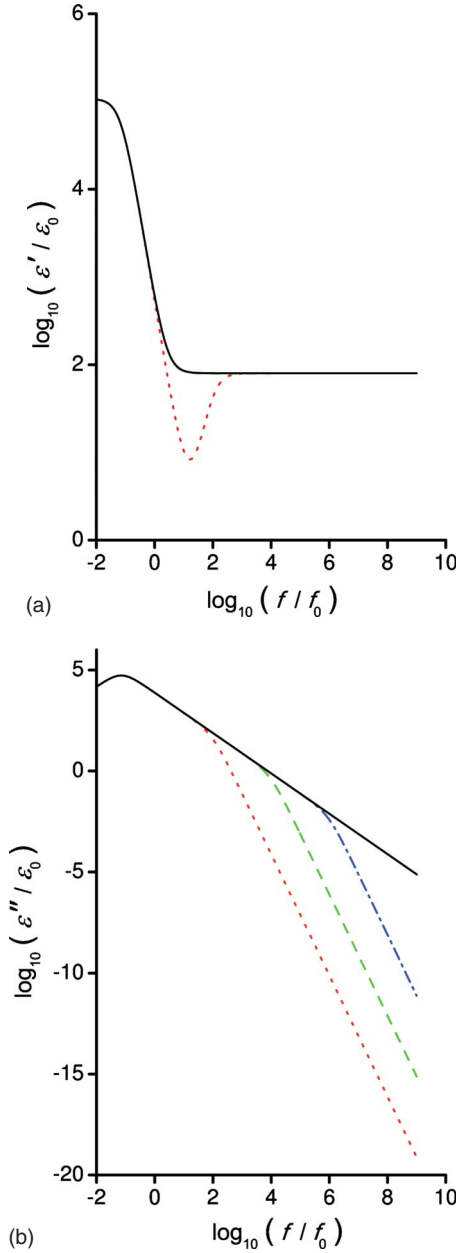 6
4
2
0
log₁₀ ( ε′ / ε₀ )
-2 0 2 4 6 8 10
log₁₀ ( f / f₀ )
(a)
5
0
-5
-10
-15
-20
log₁₀ ( ε″ / ε₀ )
-2 0 2 4 6 8 10
log₁₀ ( f / f₀ )
(b)